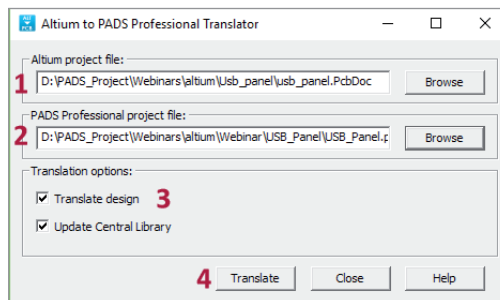 ALT PCB
Altium to PADS Professional Translator
Altium project file:
1 D:\PADS_Project\Webinars\altium\Usb_panel\usb_panel.PcbDoc Browse
PADS Professional project file:
2 D:\PADS_Project\Webinars\altium\Webinar\USB_Panel\USB_Panel.p Browse
Translation options:
Translate design 3
Update Central Library
4 Translate Close Help